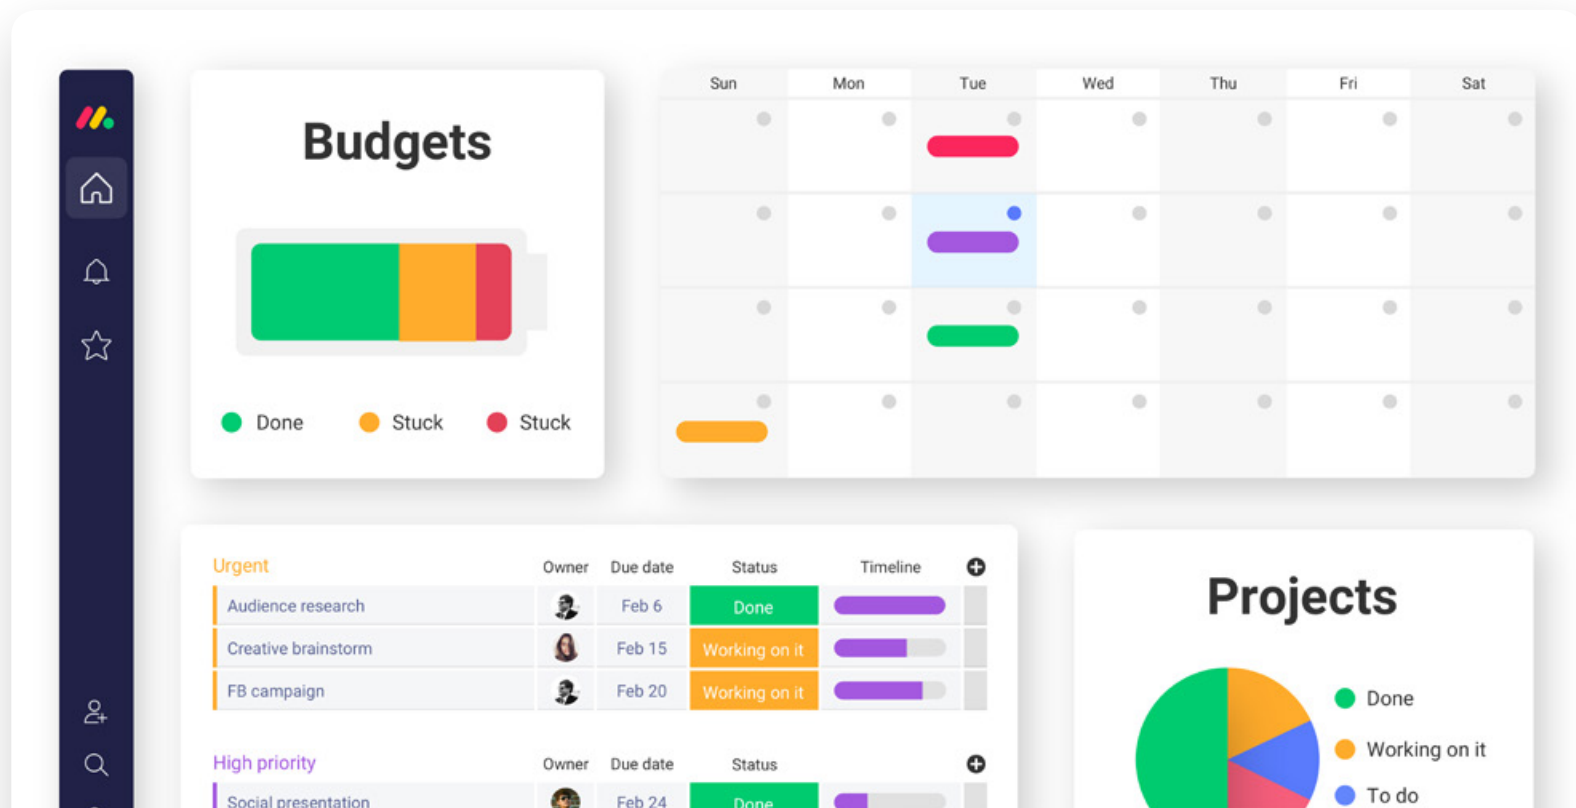 Budgets
Done Stuck Stuck
Sun Mon Tue Wed Thu Fri Sat
Urgent Owner Due date Status Timeline
Audience research Feb 6 Done
Creative brainstorm Feb 15 Working on it
FB campaign Feb 20 Working on it
High priority Owner Due date Status
Social presentation Feb 24 Done
Projects
Done
Working on it
To do